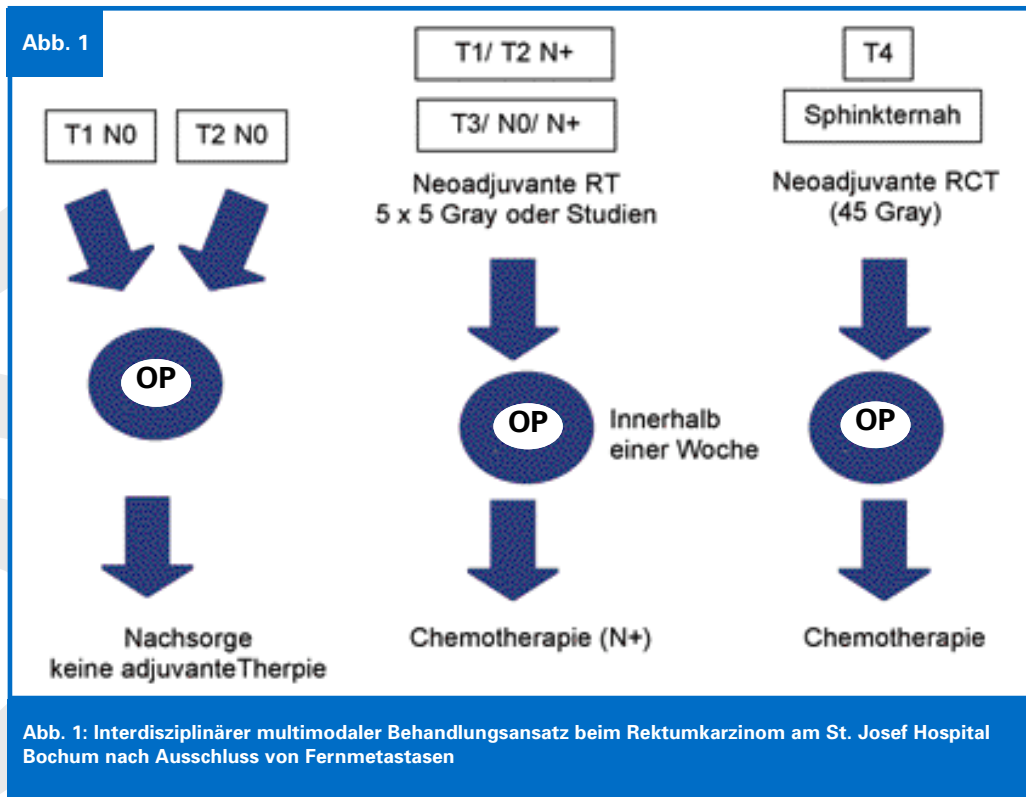 Abb. 1
T1 N0
T2 N0
OP
Nachsorge
keine adjuvanteTherpie
T1/ T2 N+
T3/ N0/ N+
Neoadjuvante RT
5 x 5 Gray oder Studien
OP
Innerhalb
einer Woche
Chemotherapie (N+)
T4
Sphinkternah
Neoadjuvante RCT
(45 Gray)
OP
Chemotherapie
Abb. 1: Interdisziplinärer multimodaler Behandlungsansatz beim Rektumkarzinom am St. Josef Hospital
Bochum nach Ausschluss von Fernmetastasen